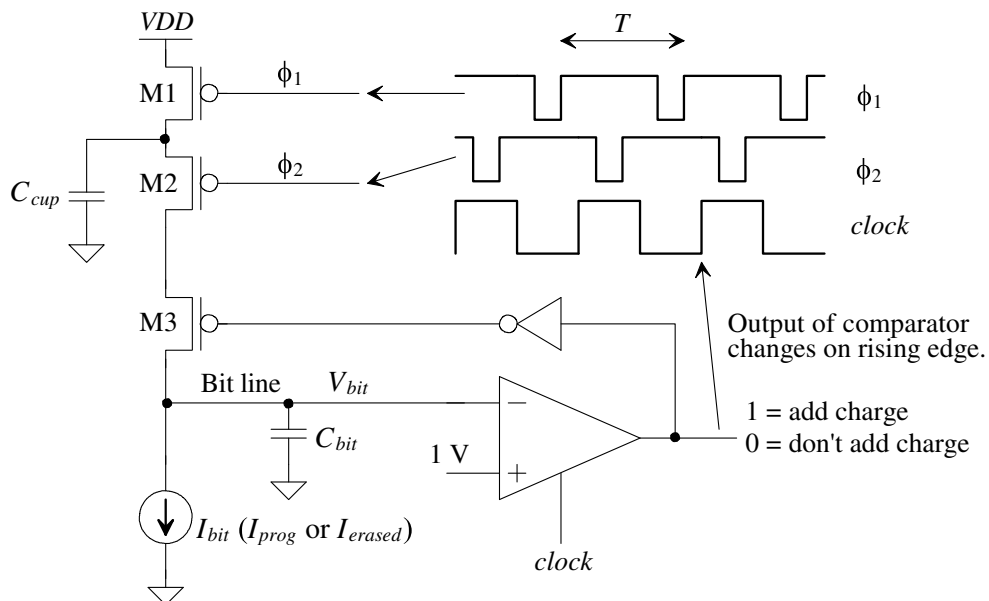 VDD
T
M1
ϕ1
ϕ1
M2
ϕ2
ϕ2
Ccup
clock
M3
Output of comparator
changes on rising edge.
Bit line
Vbit
−
1 = add charge
Cbit
0 = don't add charge
1 V
+
Ibit (Iprog or Ierased)
clock